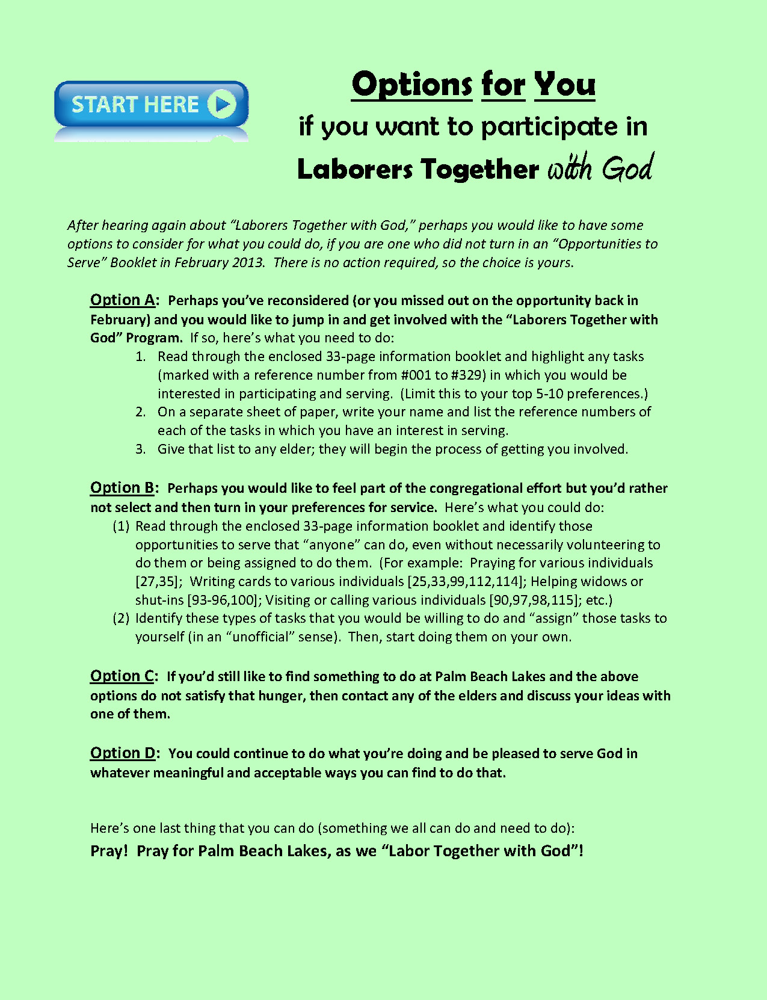 START HERE
Options for You
if you want to participate in
Laborers Together with God
After hearing again about “Laborers Together with God,” perhaps you would like to have some
options to consider for what you could do, if you are one who did not turn in an “Opportunities to
Serve” Booklet in February 2013.  There is no action required, so the choice is yours.
Option A:  Perhaps you’ve reconsidered (or you missed out on the opportunity back in
February) and you would like to jump in and get involved with the “Laborers Together with
God” Program.  If so, here’s what you need to do:
1. Read through the enclosed 33-page information booklet and highlight any tasks
(marked with a reference number from #001 to #329) in which you would be
interested in participating and serving.  (Limit this to your top 5-10 preferences.)
2. On a separate sheet of paper, write your name and list the reference numbers of
each of the tasks in which you have an interest in serving.
3. Give that list to any elder; they will begin the process of getting you involved.
Option B:  Perhaps you would like to feel part of the congregational effort but you’d rather
not select and then turn in your preferences for service.  Here’s what you could do:
(1) Read through the enclosed 33-page information booklet and identify those
opportunities to serve that “anyone” can do, even without necessarily volunteering to
do them or being assigned to do them.  (For example:  Praying for various individuals
[27,35];  Writing cards to various individuals [25,33,99,112,114]; Helping widows or
shut-ins [93-96,100]; Visiting or calling various individuals [90,97,98,115]; etc.)
(2) Identify these types of tasks that you would be willing to do and “assign” those tasks to
yourself (in an “unofficial” sense).  Then, start doing them on your own.
Option C:  If you’d still like to find something to do at Palm Beach Lakes and the above
options do not satisfy that hunger, then contact any of the elders and discuss your ideas with
one of them.
Option D:  You could continue to do what you’re doing and be pleased to serve God in
whatever meaningful and acceptable ways you can find to do that.
Here’s one last thing that you can do (something we all can do and need to do):
Pray!  Pray for Palm Beach Lakes, as we “Labor Together with God”!